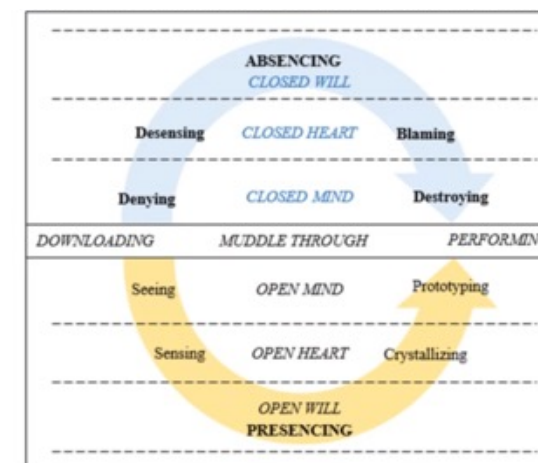 ABSENCING
CLOSED WILL
Desensing CLOSED HEART Blaming
Denying CLOSED MIND Destroying
DOWNLOADING MUDDLE THROUGH PERFORMIN
Seeing OPEN MIND Prototyping
Sensing OPEN HEART Crystallizing
OPEN WILL
PRESENCING